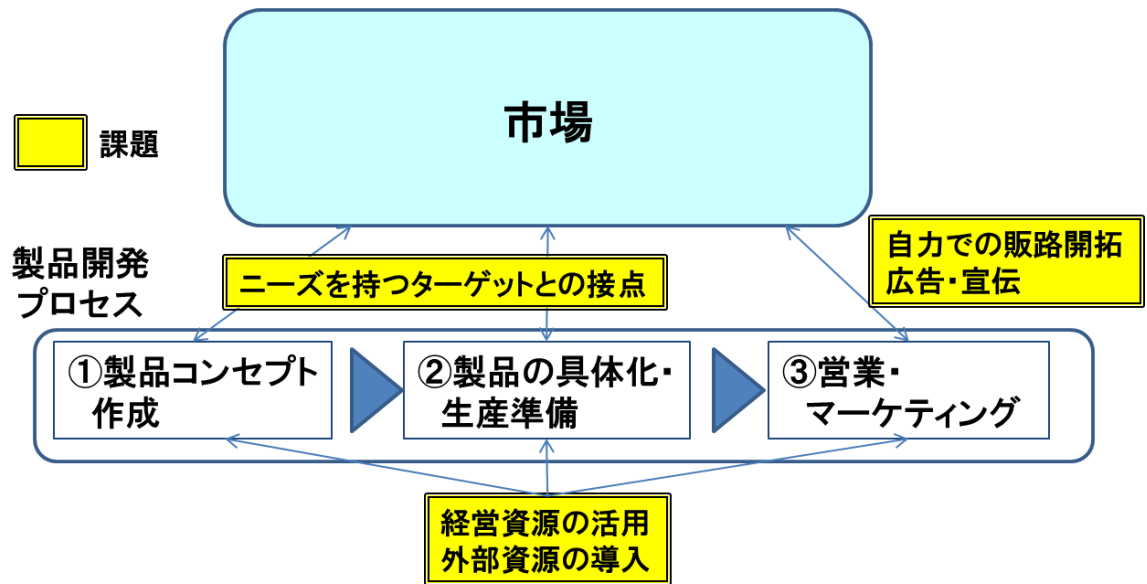 市場
課題
製品開発
プロセス
ニーズを持つターゲットとの接点
自力での販路開拓
広告・宣伝
①製品コンセプト
作成
②製品の具体化・
生産準備
③営業・
マーケティング
経営資源の活用
外部資源の導入